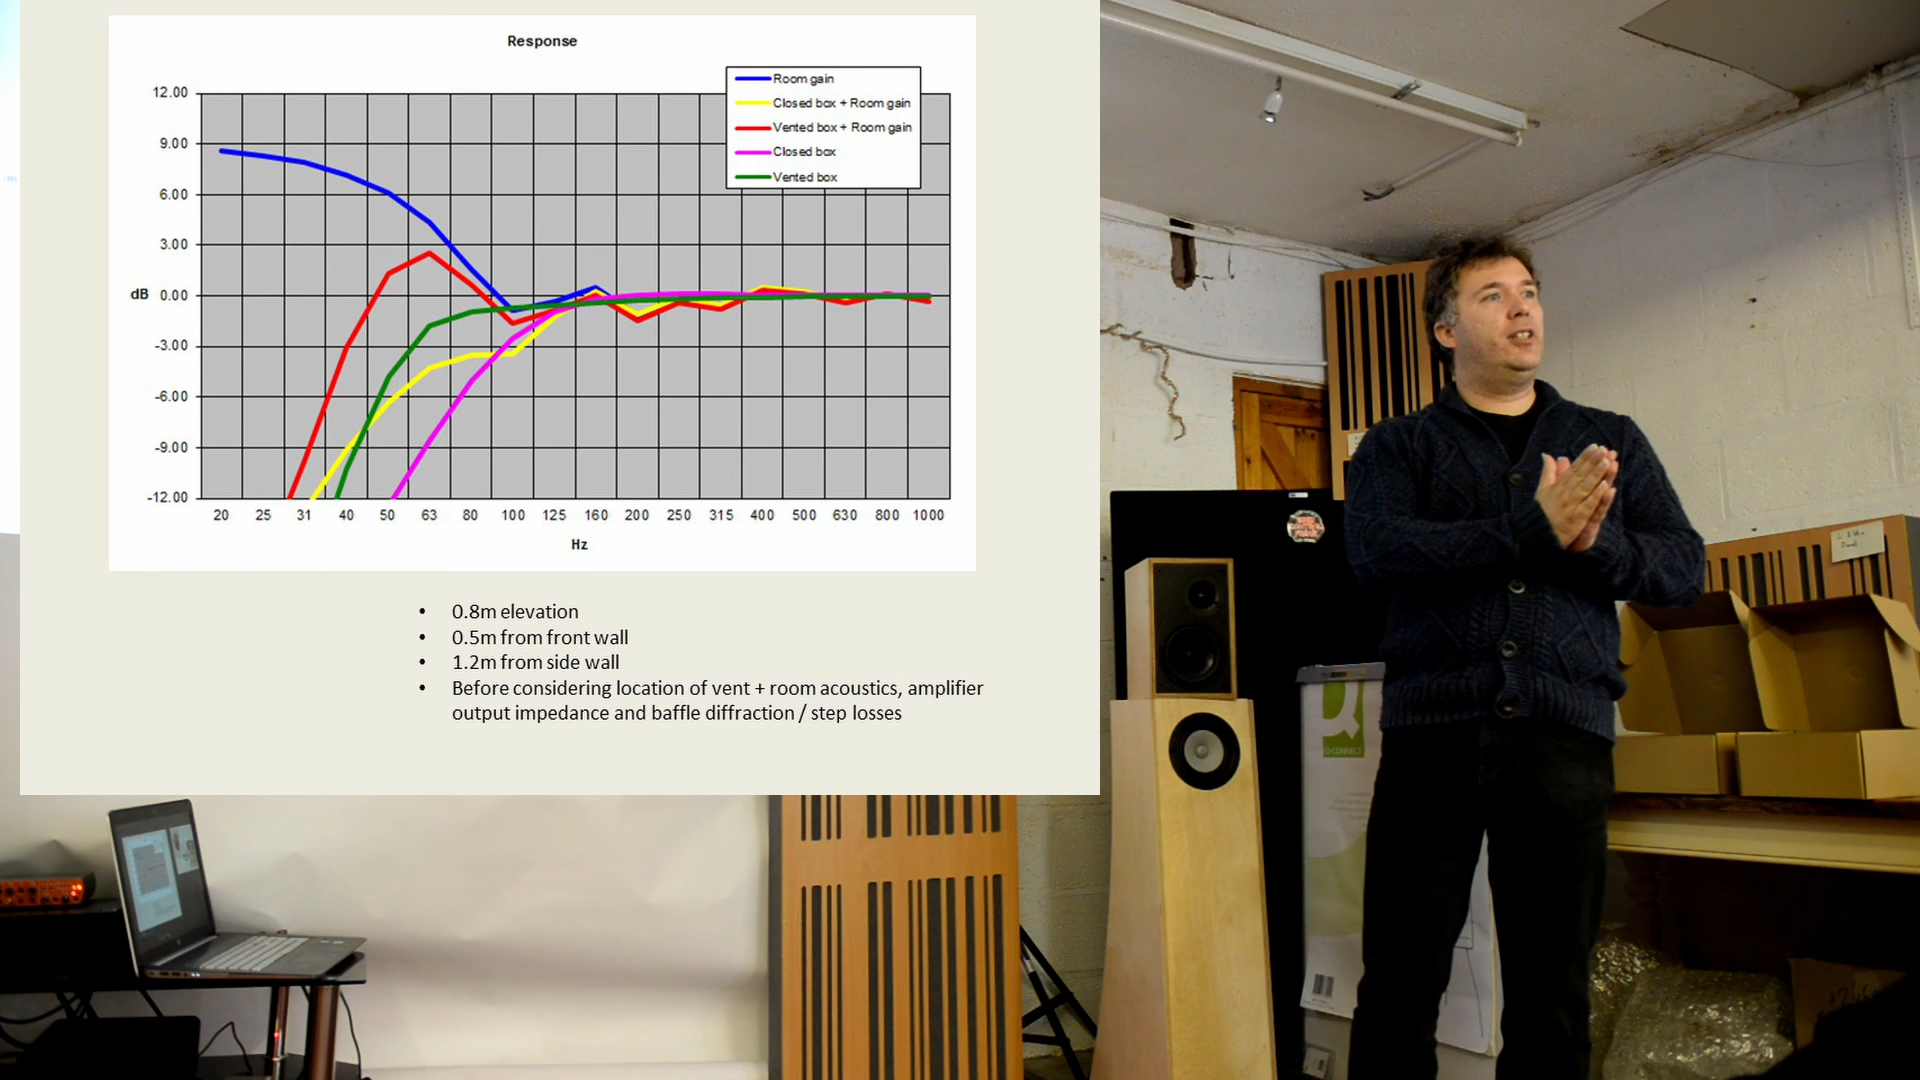 Response
Room gain
Closed box + Room gain
Vented box + Room gain
Closed box
Vented box
12.00
9.00
6.00
3.00
0.00
-3.00
-6.00
-9.00
-12.00
dB
20 25 31 40 50 63 80 100 125 160 200 250 315 400 500 630 800 1000
Hz
• 0.8m elevation
• 0.5m from front wall
• 1.2m from side wall
• Before considering location of vent + room acoustics, amplifier
output impedance and baffle diffraction / step losses
Q-CONNECT